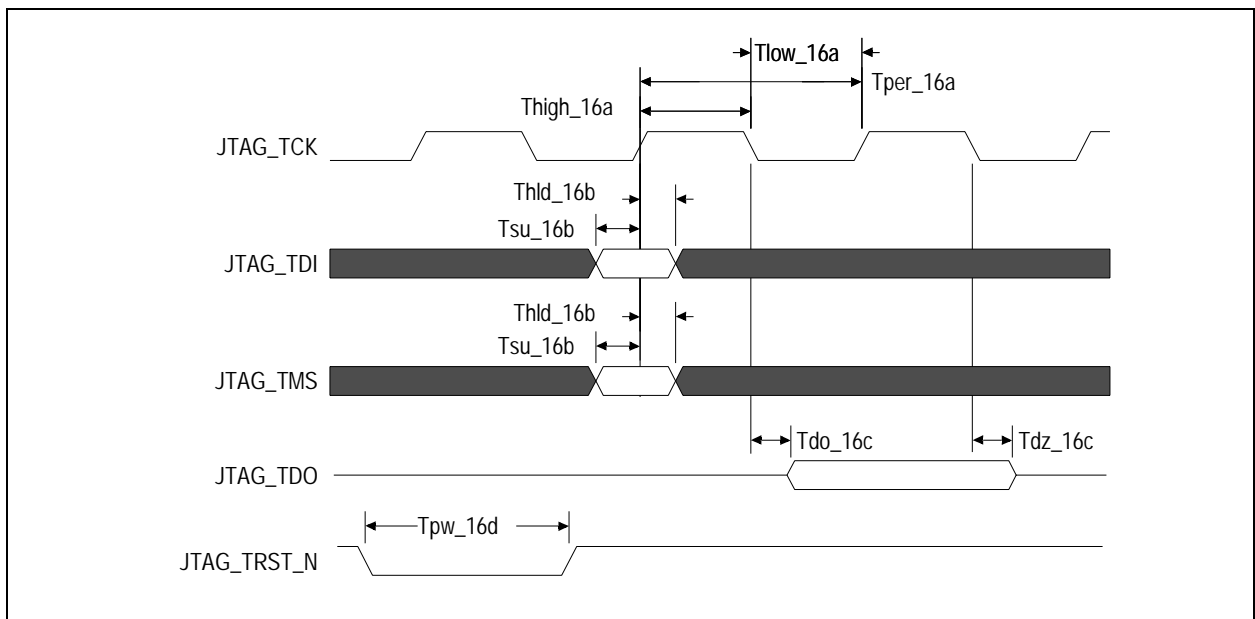 Tlow_16a
Tper_16a
Thigh_16a
JTAG_TCK
Thld_16b
Tsu_16b
JTAG_TDI
Thld_16b
Tsu_16b
JTAG_TMS
Tdo_16c
Tdz_16c
JTAG_TDO
Tpw_16d
JTAG_TRST_N